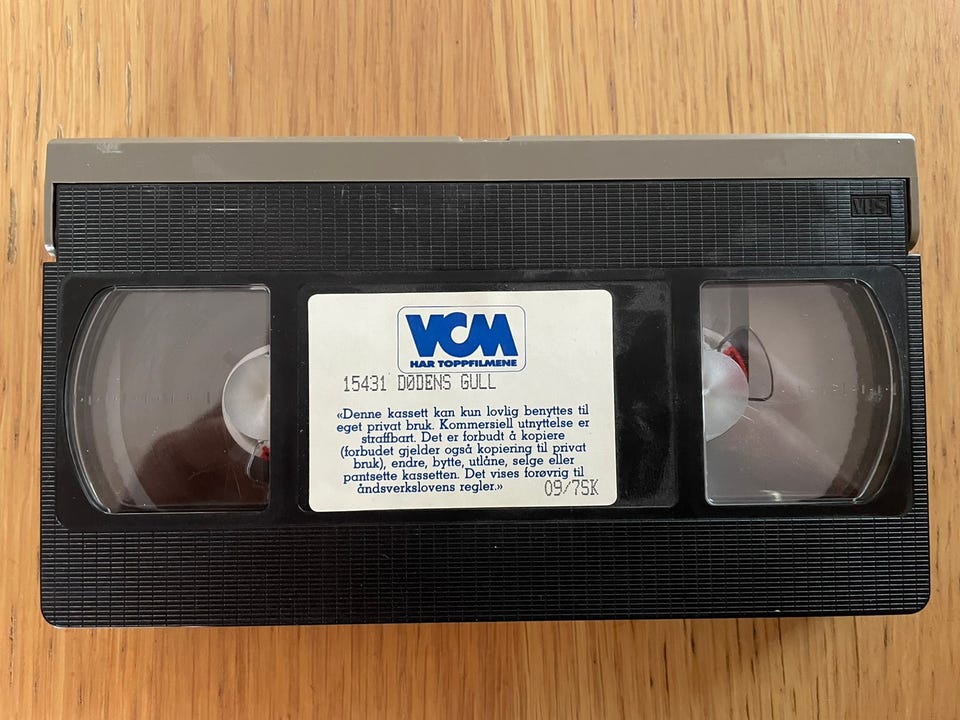 VHS
VCM
HAR TOPPFILMENE
15431 DØDENS GULL
«Denne kassett kan kun lovlig benyttes til
eget privat bruk. Kommersiell utnyttelse er
straffbart. Det er forbudt å kopiere
(forbudet gjelder også kopiering til privat
bruk), endre, bytte, utlåne, selge eller
pantsette kassetten. Det vises forøvrig til
åndsverkslovens regler.»
09/75K